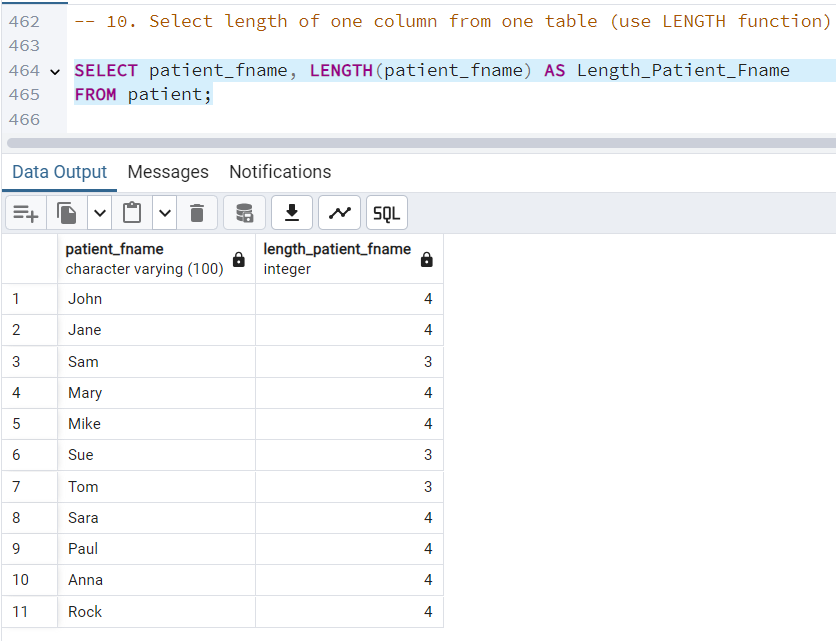 462 -- 10. Select length of one column from one table (use LENGTH function)
463
464 SELECT patient_fname, LENGTH(patient_fname) AS Length_Patient_Fname
465 FROM patient;
466
Data Output Messages Notifications
SQL
patient_fname length_patient_fname
character varying (100) integer
1 John 4
2 Jane 4
3 Sam 3
4 Mary 4
5 Mike 4
6 Sue 3
7 Tom 3
8 Sara 4
9 Paul 4
10 Anna 4
11 Rock 4